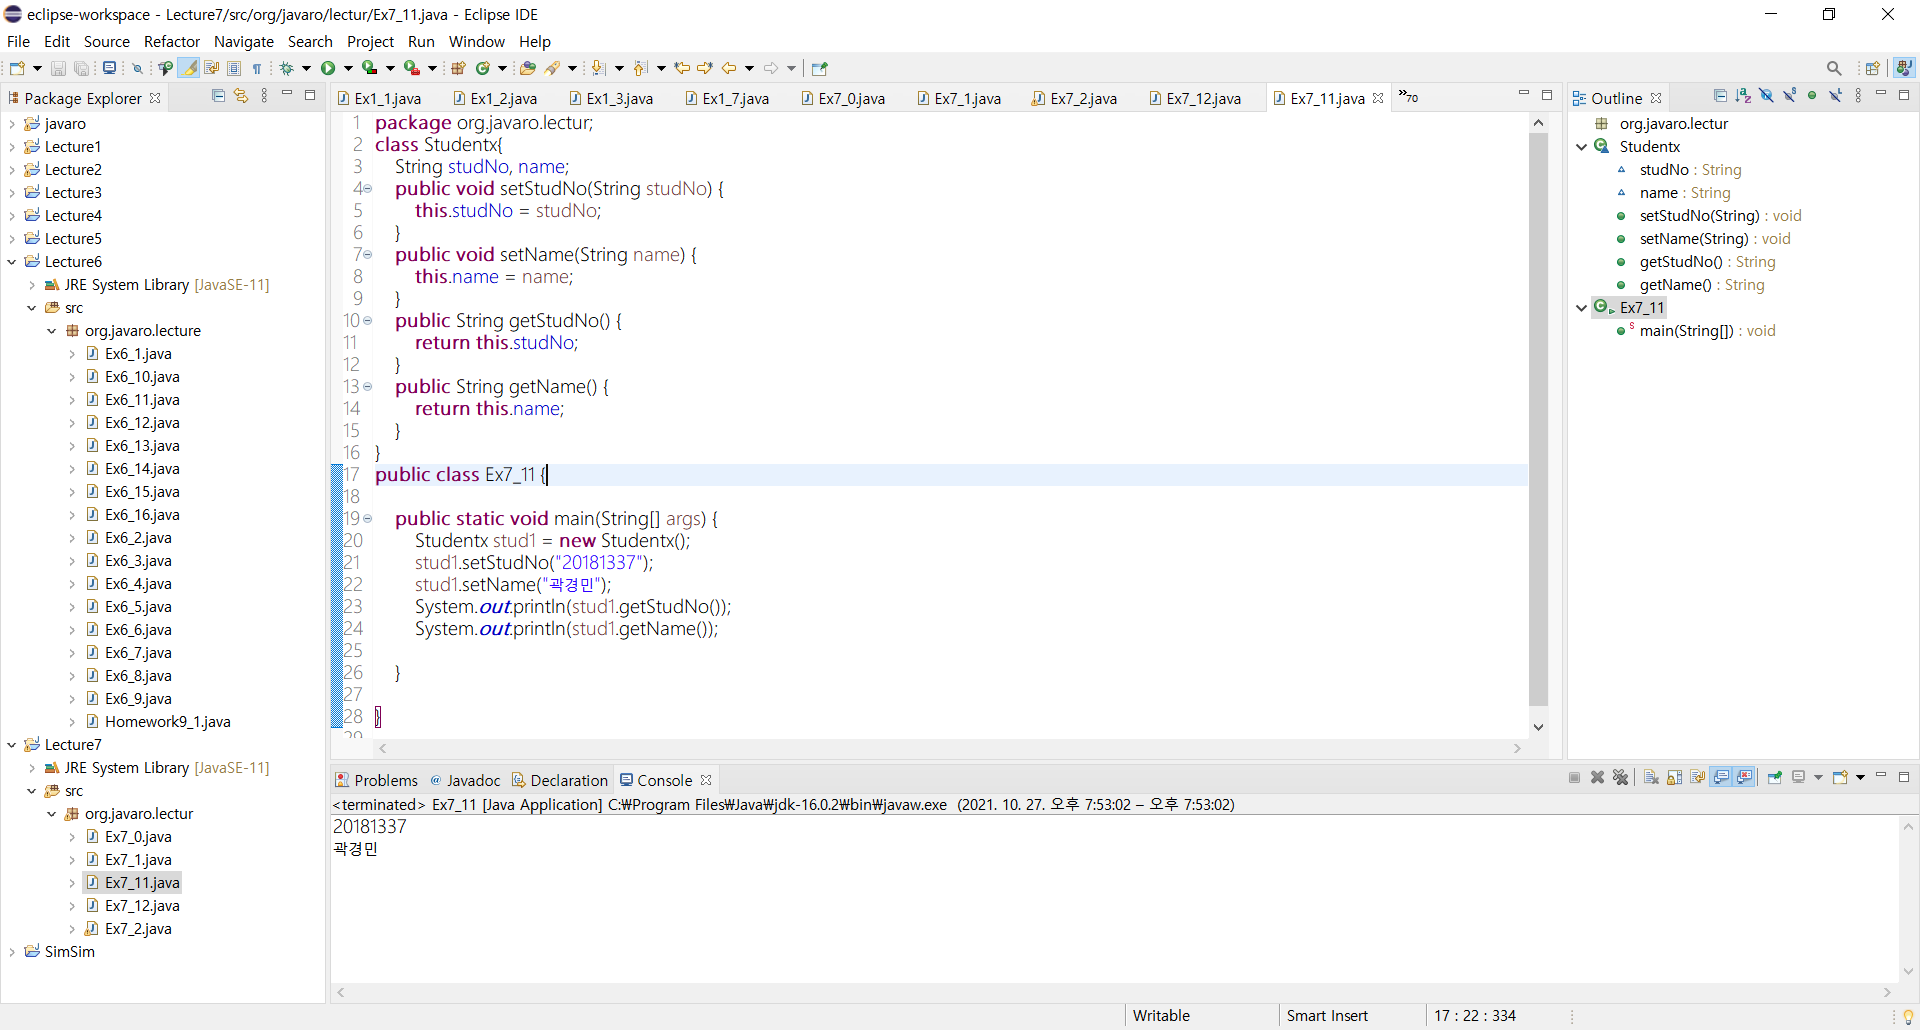 eclipse-workspace - Lecture7/src/org/javaro/lectur/Ex7_11.java - Eclipse IDE
File Edit Source Refactor Navigate Search Project Run Window Help
Package Explorer
javaro
Lecture1
Lecture2
Lecture3
Lecture4
Lecture5
Lecture6
JRE System Library [JavaSE-11]
src
org.javaro.lecture
Ex6_1.java
Ex6_10.java
Ex6_11.java
Ex6_12.java
Ex6_13.java
Ex6_14.java
Ex6_15.java
Ex6_16.java
Ex6_2.java
Ex6_3.java
Ex6_4.java
Ex6_5.java
Ex6_6.java
Ex6_7.java
Ex6_8.java
Ex6_9.java
Homework9_1.java
Lecture7
JRE System Library [JavaSE-11]
src
org.javaro.lectur
Ex7_0.java
Ex7_1.java
Ex7_11.java
Ex7_12.java
Ex7_2.java
SimSim
Ex1_1.java Ex1_2.java Ex1_3.java Ex1_7.java Ex7_0.java Ex7_1.java Ex7_2.java Ex7_12.java Ex7_11.java »70
1 package org.javaro.lectur;
2 class Studentx{
3 String studNo, name;
4 public void setStudNo(String studNo) {
5 this.studNo = studNo;
6 }
7 public void setName(String name) {
8 this.name = name;
9 }
10 public String getStudNo() {
11 return this.studNo;
12 }
13 public String getName() {
14 return this.name;
15 }
16 }
17 public class Ex7_11 {
18
19 public static void main(String[] args) {
20 Studentx stud1 = new Studentx();
21 stud1.setStudNo("20181337");
22 stud1.setName("곽경민");
23 System.out.println(stud1.getStudNo());
24 System.out.println(stud1.getName());
25
26 }
27
28 }
29
Outline
org.javaro.lectur
Studentx
studNo : String
name : String
setStudNo(String) : void
setName(String) : void
getStudNo() : String
getName() : String
Ex7_11
main(String[]) : void
Problems @ Javadoc Declaration Console
<terminated> Ex7_11 [Java Application] C:₩Program Files₩Java₩jdk-16.0.2₩bin₩javaw.exe (2021. 10. 27. 오후 7:53:02 – 오후 7:53:02)
20181337
곽경민
Writable Smart Insert 17 : 22 : 334